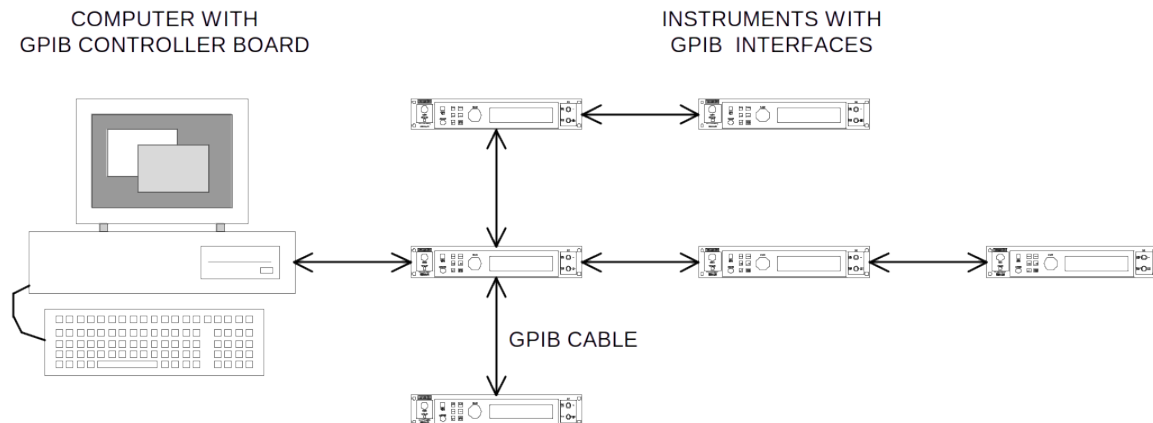 COMPUTER WITH
GPIB CONTROLLER BOARD
INSTRUMENTS WITH
GPIB INTERFACES
GPIB CABLE